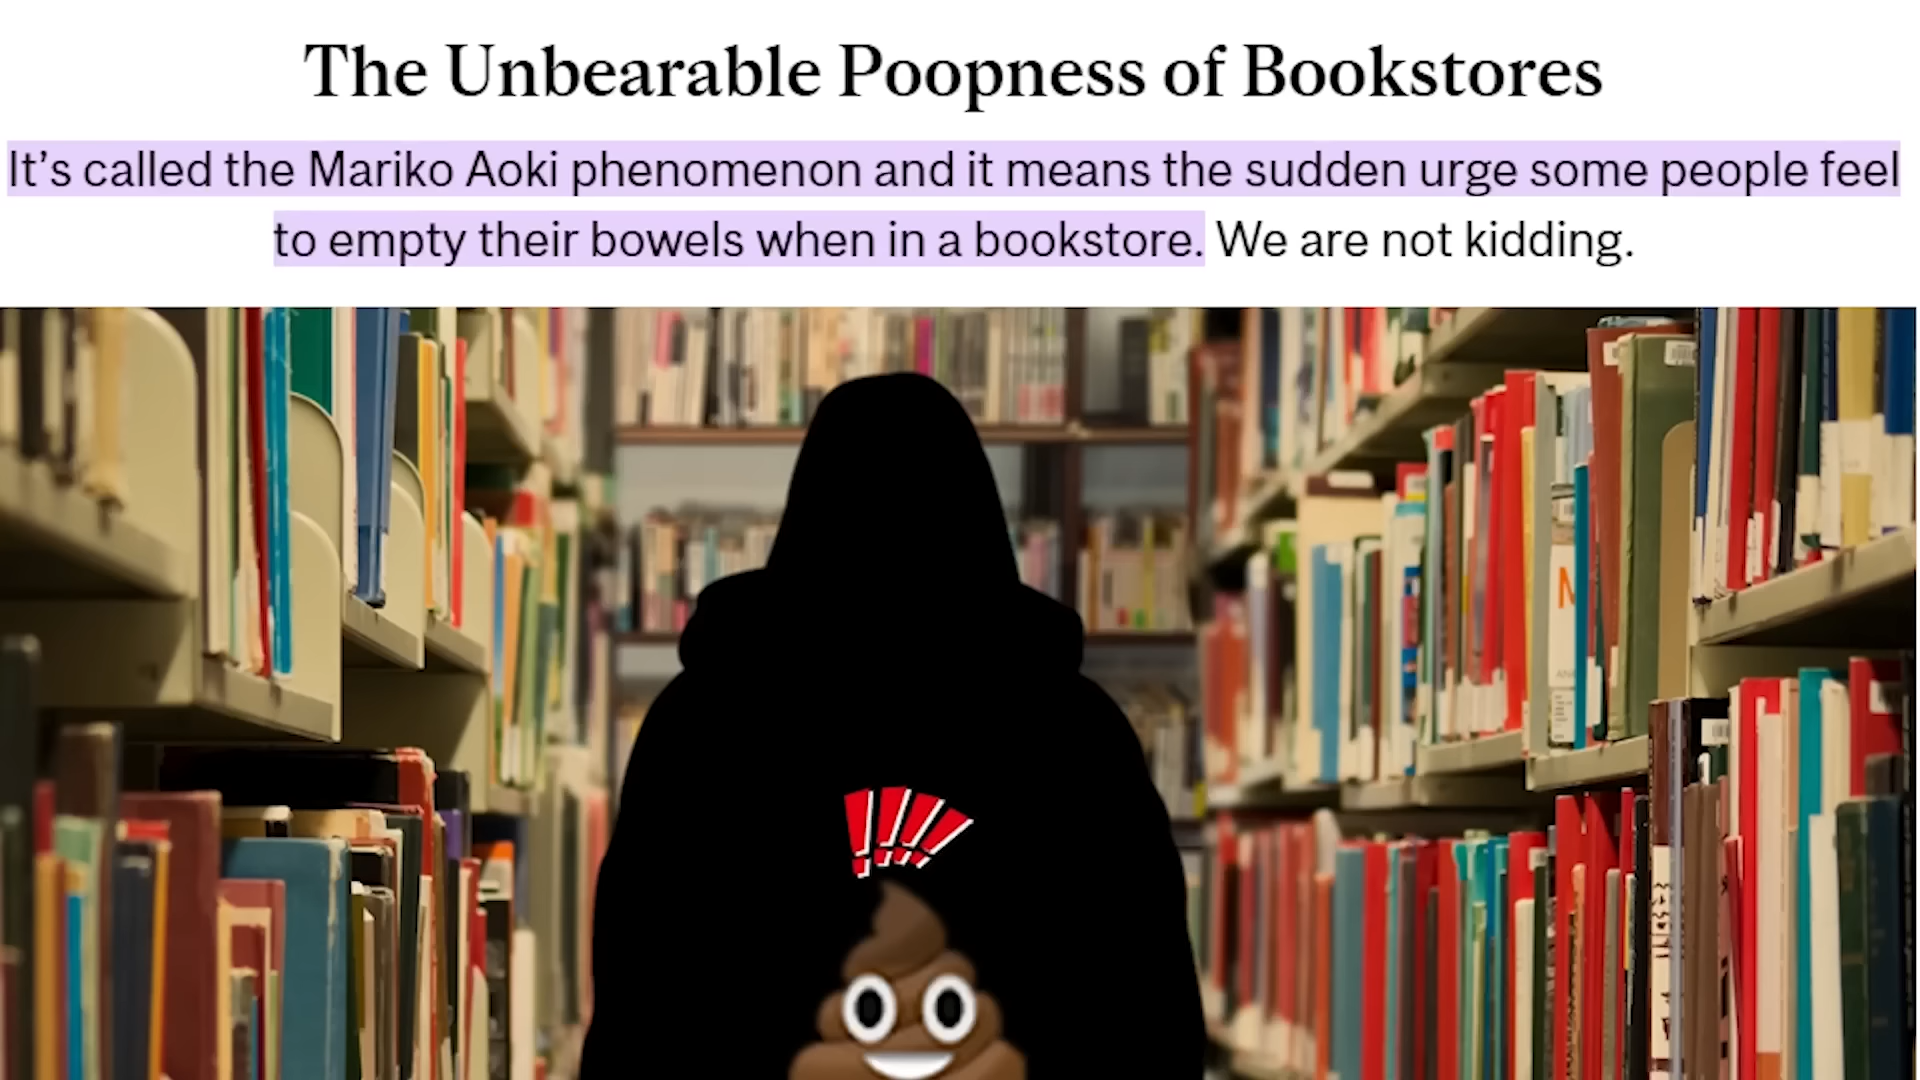 The Unbearable Poopness of Bookstores
It’s called the Mariko Aoki phenomenon and it means the sudden urge some people feel
to empty their bowels when in a bookstore. We are not kidding.
!!!!
M